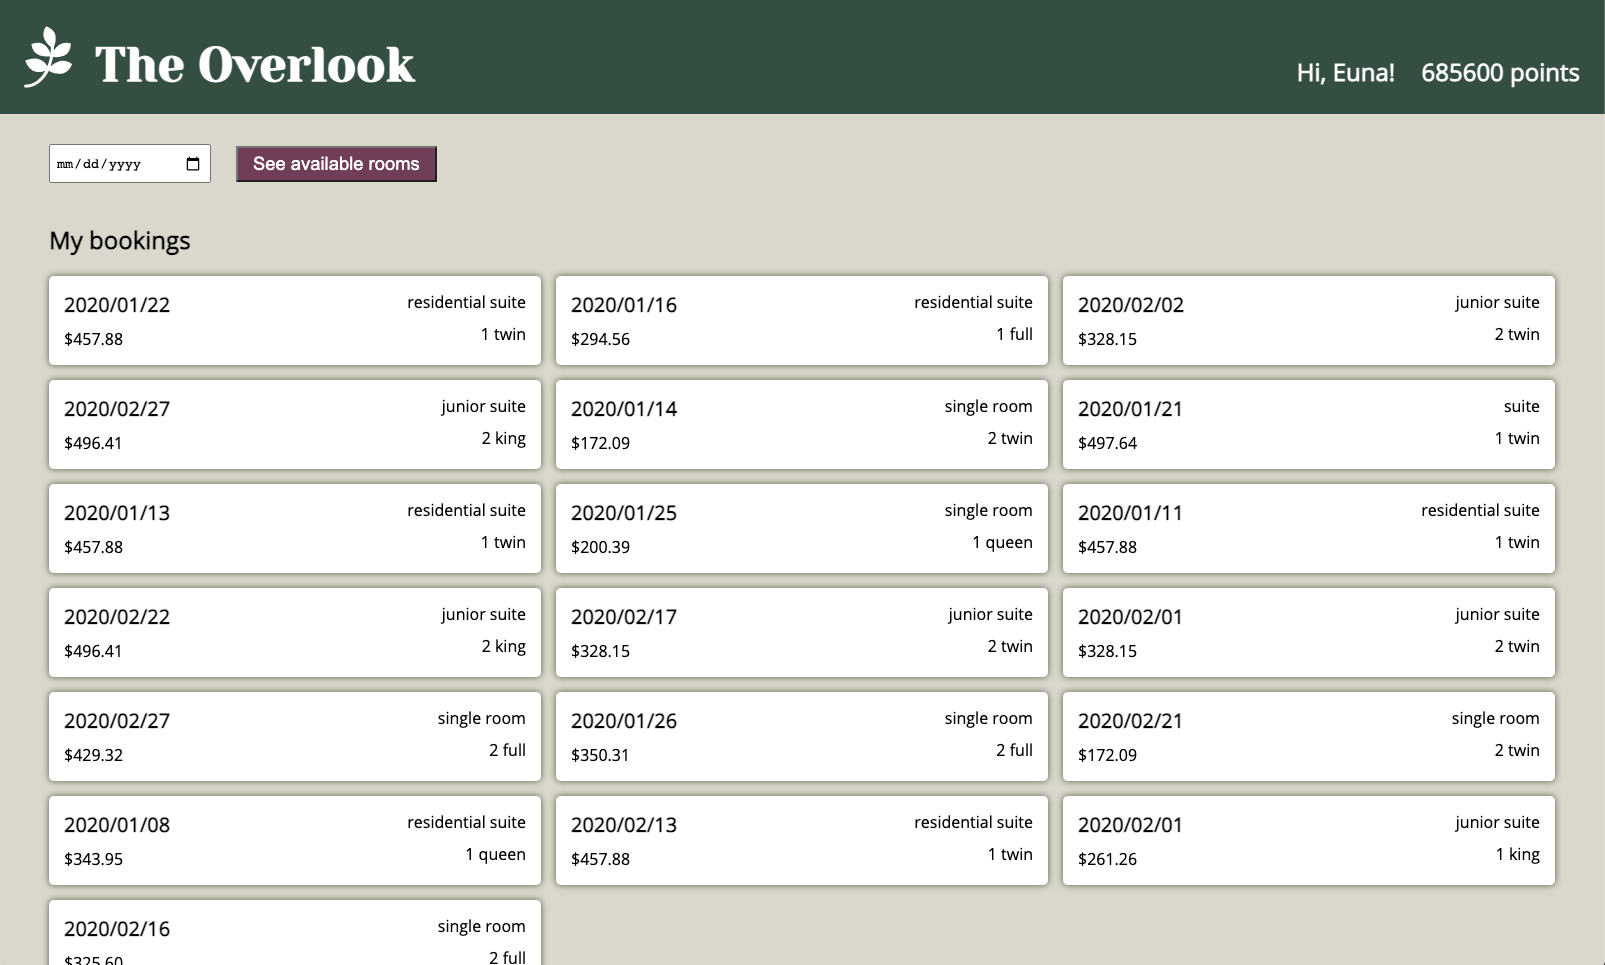 The Overlook
Hi, Euna! 685600 points
mm/dd/yyyy See available rooms
My bookings
2020/01/22 residential suite
$457.88 1 twin
2020/01/16 residential suite
$294.56 1 full
2020/02/02 junior suite
$328.15 2 twin
2020/02/27 junior suite
$496.41 2 king
2020/01/14 single room
$172.09 2 twin
2020/01/21 suite
$497.64 1 twin
2020/01/13 residential suite
$457.88 1 twin
2020/01/25 single room
$200.39 1 queen
2020/01/11 residential suite
$457.88 1 twin
2020/02/22 junior suite
$496.41 2 king
2020/02/17 junior suite
$328.15 2 twin
2020/02/01 junior suite
$328.15 2 twin
2020/02/27 single room
$429.32 2 full
2020/01/26 single room
$350.31 2 full
2020/02/21 single room
$172.09 2 twin
2020/01/08 residential suite
$343.95 1 queen
2020/02/13 residential suite
$457.88 1 twin
2020/02/01 junior suite
$261.26 1 king
2020/02/16 single room
$325.60 2 full